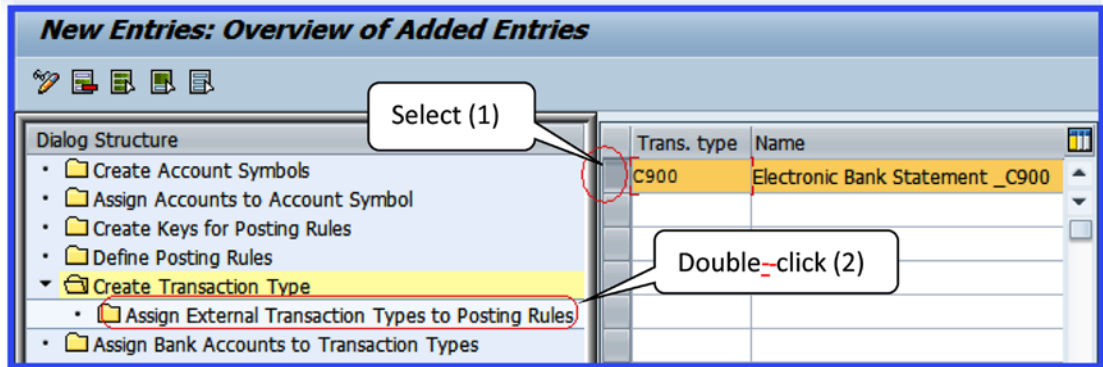 New Entries: Overview of Added Entries
Select (1)
Dialog Structure
Create Account Symbols
Assign Accounts to Account Symbol
Create Keys for Posting Rules
Define Posting Rules
Create Transaction Type
Assign External Transaction Types to Posting Rules
Assign Bank Accounts to Transaction Types
Trans. type Name
C900 Electronic Bank Statement _C900
Double--click (2)